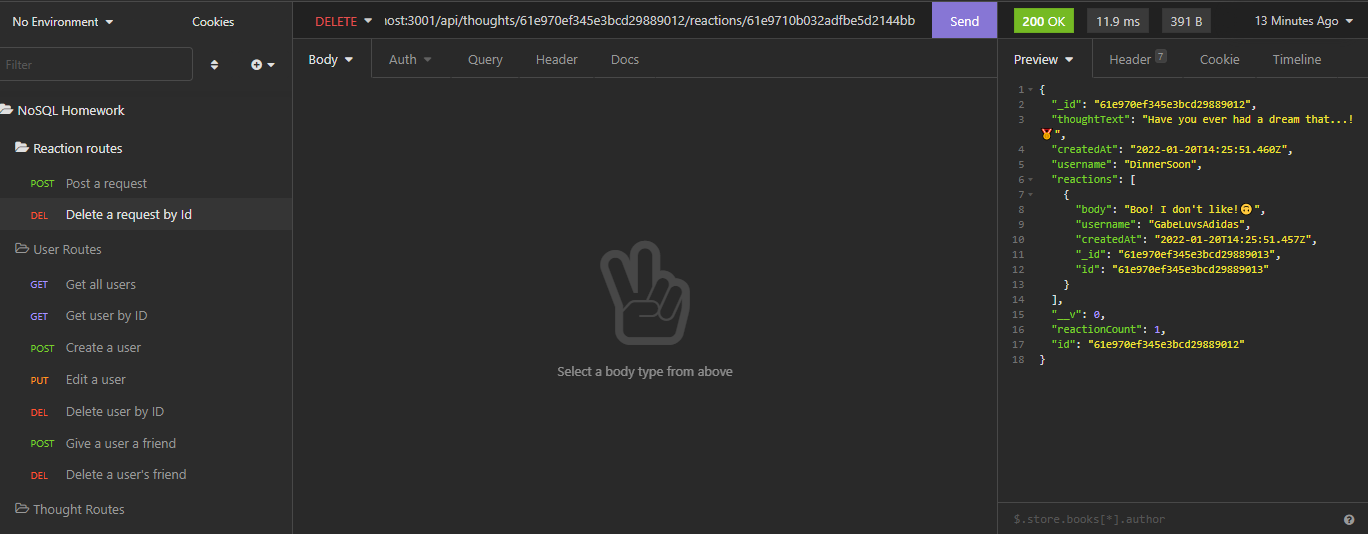 No Environment
Cookies
Filter
NoSQL Homework
Reaction routes
POST Post a request
DEL Delete a request by Id
User Routes
GET Get all users
GET Get user by ID
POST Create a user
PUT Edit a user
DEL Delete user by ID
POST Give a user a friend
DEL Delete a user's friend
Thought Routes
DELETE ost:3001/api/thoughts/61e970ef345e3bcd29889012/reactions/61e9710b032adfbe5d2144bb Send
Body Auth Query Header Docs
Select a body type from above
200 OK 11.9 ms 391 B 13 Minutes Ago
Preview Header 7 Cookie Timeline
1 {
2 "_id": "61e970ef345e3bcd29889012",
3 "thoughtText": "Have you ever had a dream that...!
🏅",
4 "createdAt": "2022-01-20T14:25:51.460Z",
5 "username": "DinnerSoon",
6 "reactions": [
7 {
8 "body": "Boo! I don't like!🙃",
9 "username": "GabeLuvsAdidas",
10 "createdAt": "2022-01-20T14:25:51.457Z",
11 "_id": "61e970ef345e3bcd29889013",
12 "id": "61e970ef345e3bcd29889013"
13 }
14 ],
15 "__v": 0,
16 "reactionCount": 1,
17 "id": "61e970ef345e3bcd29889012"
18 }
$.store.books[*].author